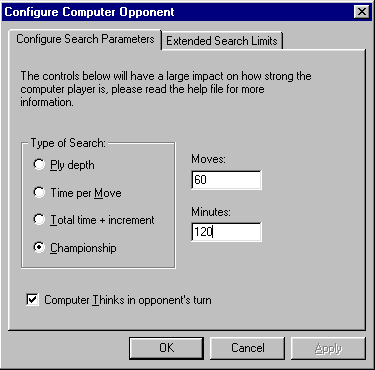 Configure Computer Opponent
Configure Search Parameters
Extended Search Limits
The controls below will have a large impact on how strong the
computer player is, please read the help file for more
information.
Type of Search:
Ply depth
Time per Move
Total time + increment
Championship
Moves:
60
Minutes:
120
Computer Thinks in opponent's turn
OK
Cancel
Apply